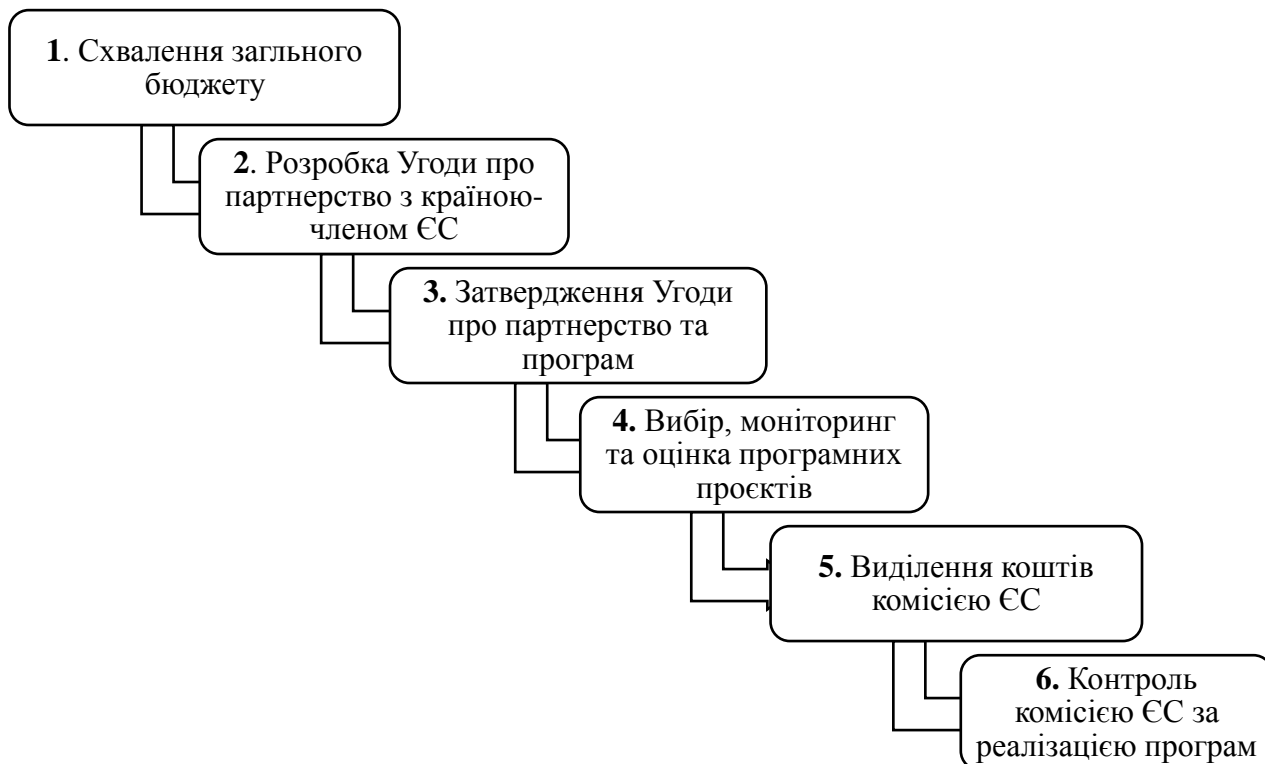 1. Схвалення загльного
бюджету
2. Розробка Угоди про
партнерство з країною-
членом ЄС
3. Затвердження Угоди
про партнерство та
програм
4. Вибір, моніторинг
та оцінка програмних
проєктів
5. Виділення коштів
комісією ЄС
6. Контроль
комісією ЄС за
реалізацією програм